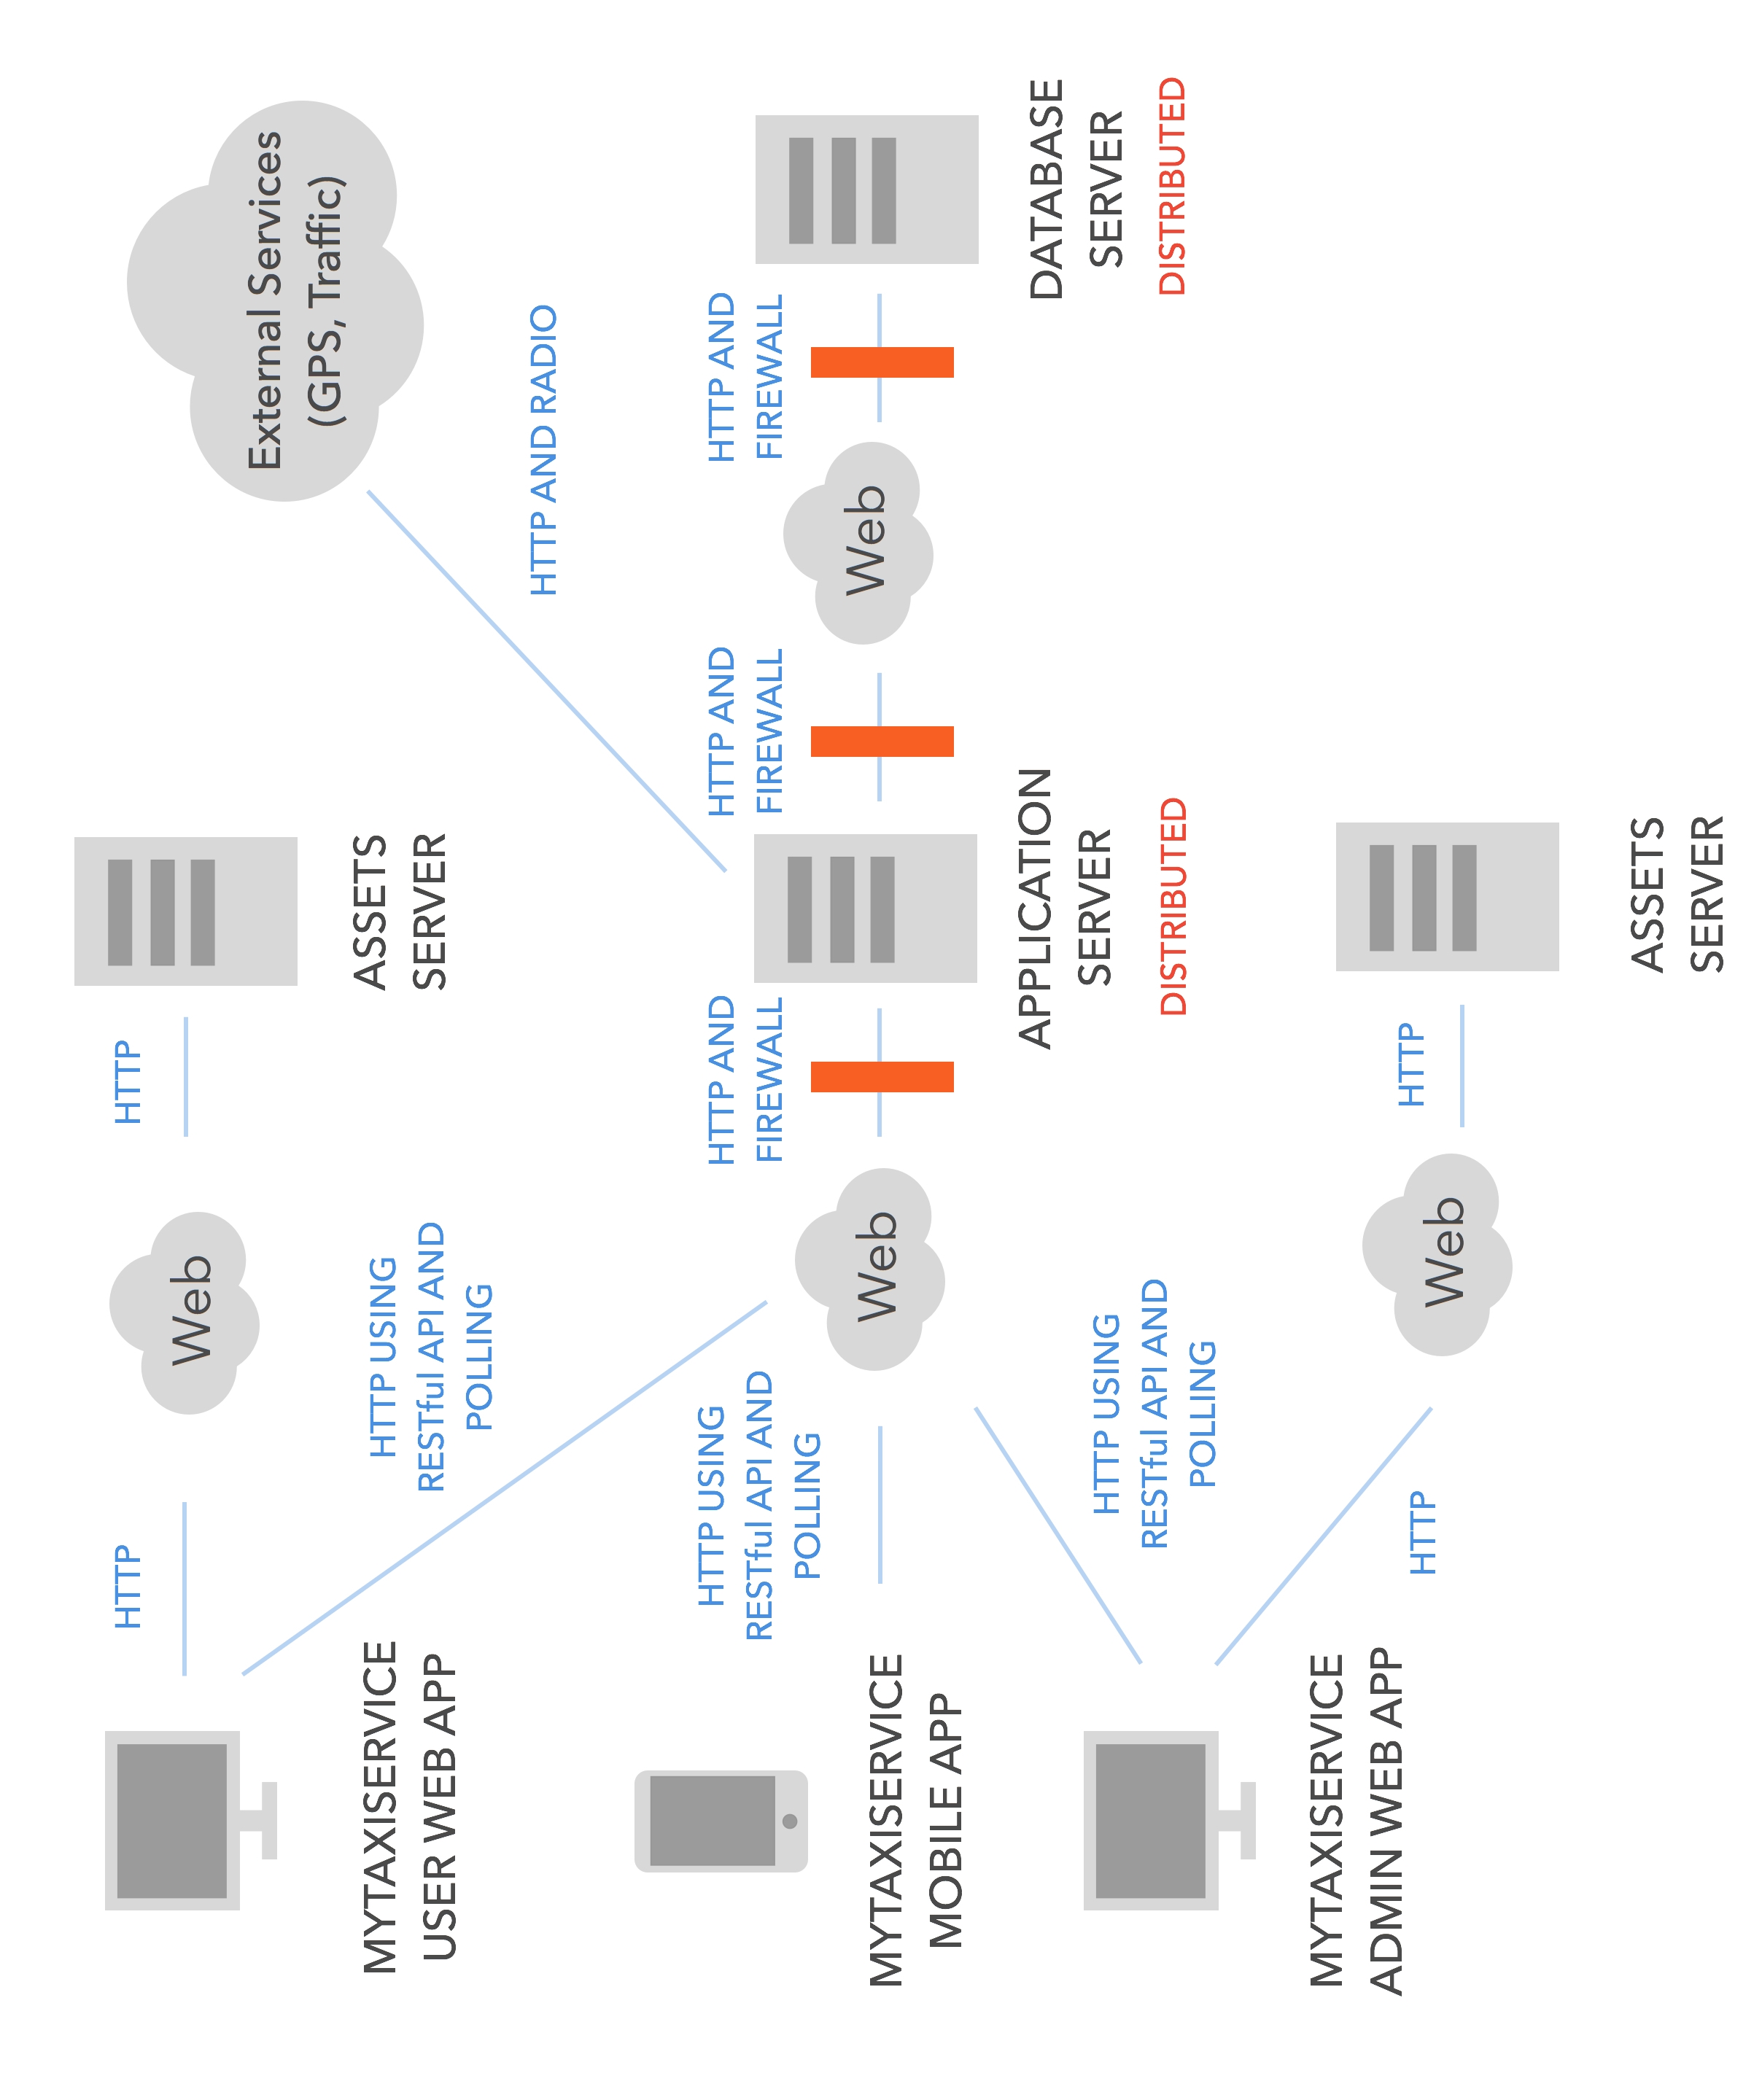 External Services
(GPS, Traffic)
ASSETS
SERVER
HTTP
Web
HTTP
MYTAXISERVICE
USER WEB APP
HTTP USING
RESTful API AND
POLLING
HTTP AND RADIO
HTTP USING
RESTful API AND
POLLING
MYTAXISERVICE
MOBILE APP
Web
HTTP AND
FIREWALL
APPLICATION
SERVER
DISTRIBUTED
HTTP AND
FIREWALL
Web
HTTP AND
FIREWALL
DATABASE
SERVER
DISTRIBUTED
HTTP USING
RESTful API AND
POLLING
MYTAXISERVICE
ADMIN WEB APP
HTTP
Web
HTTP
ASSETS
SERVER